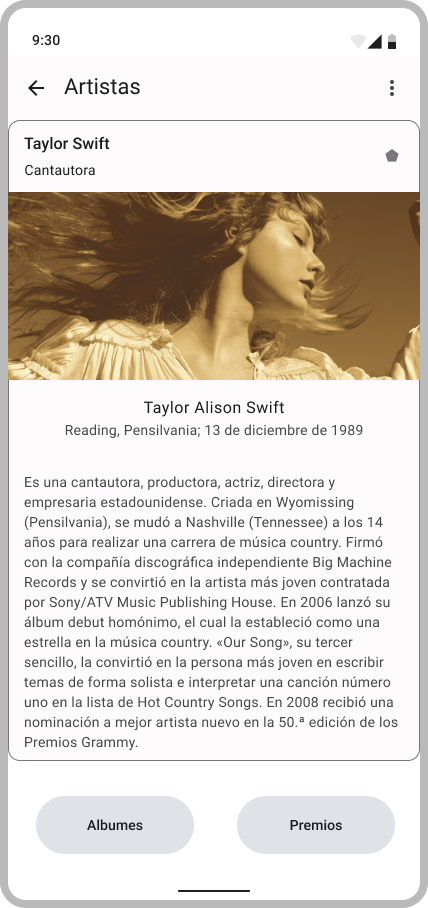 9:30
Artistas
Taylor Swift
Cantautora
Taylor Alison Swift
Reading, Pensilvania; 13 de diciembre de 1989
Es una cantautora, productora, actriz, directora y
empresaria estadounidense. Criada en Wyomissing
(Pensilvania), se mudó a Nashville (Tennessee) a los 14
años para realizar una carrera de música country. Firmó
con la compañía discográfica independiente Big Machine
Records y se convirtió en la artista más joven contratada
por Sony/ATV Music Publishing House. En 2006 lanzó su
álbum debut homónimo, el cual la estableció como una
estrella en la música country. «Our Song», su tercer
sencillo, la convirtió en la persona más joven en escribir
temas de forma solista e interpretar una canción número
uno en la lista de Hot Country Songs. En 2008 recibió una
nominación a mejor artista nuevo en la 50.ª edición de los
Premios Grammy.
Albumes
Premios